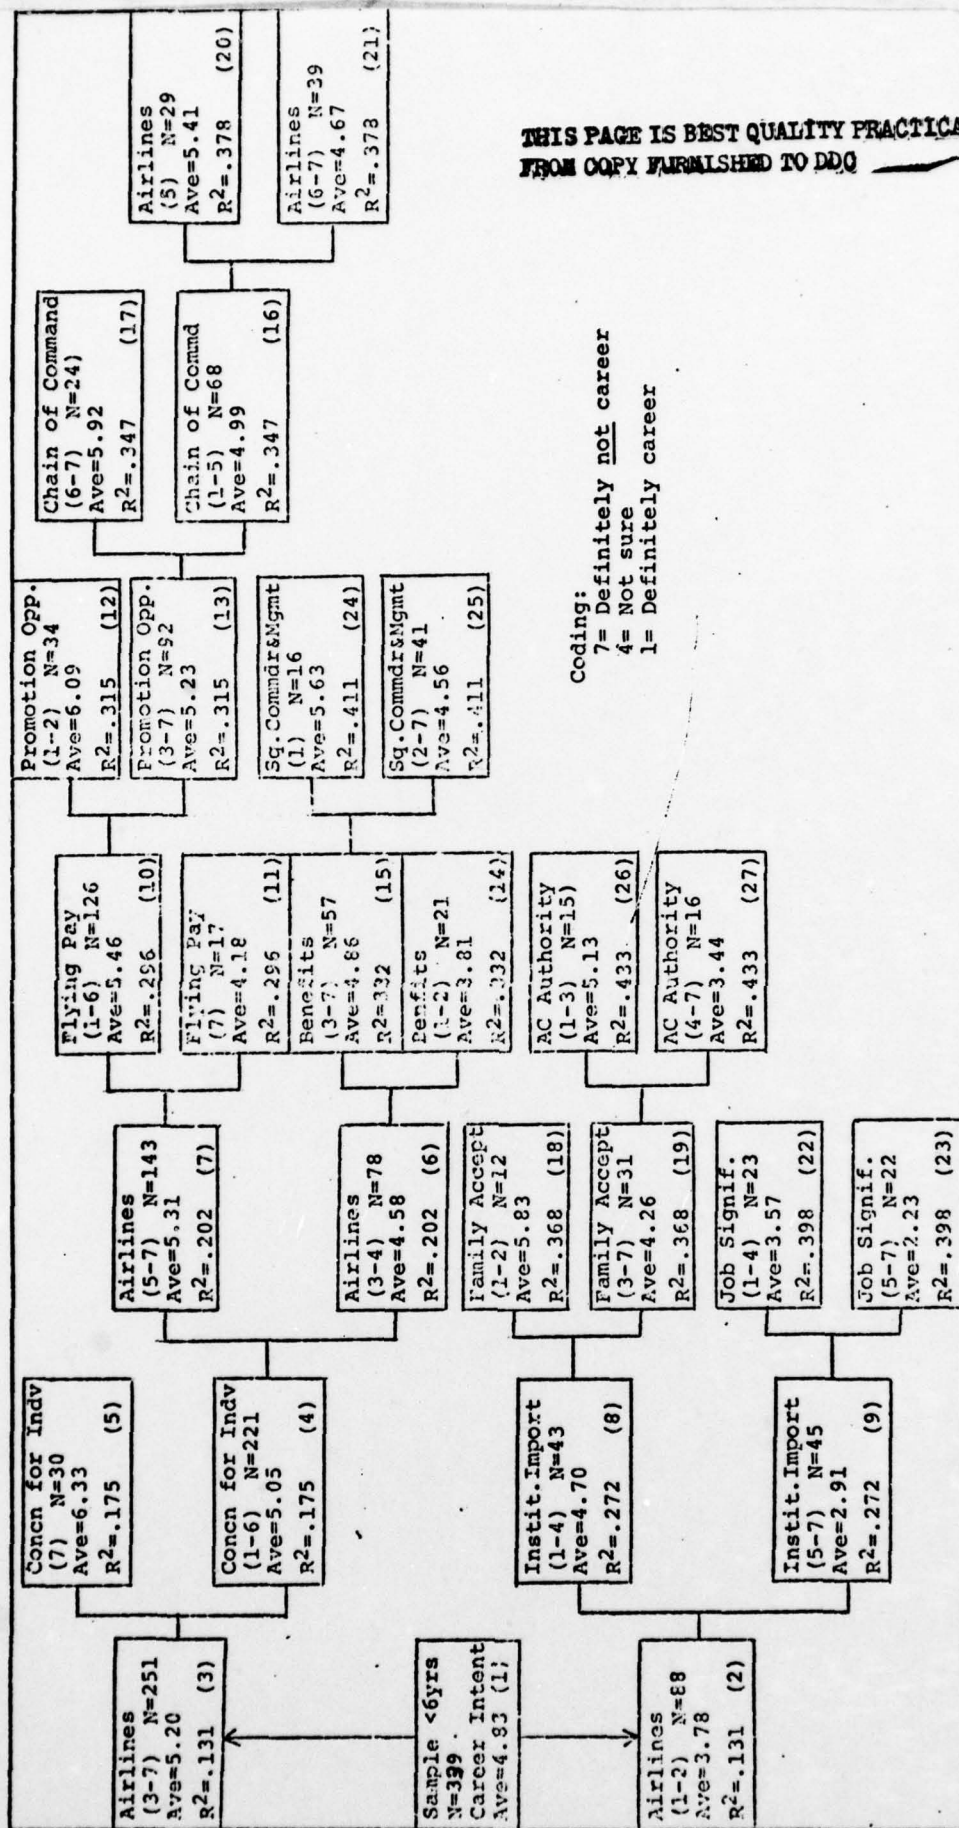 Airlines
(3-7) N=251
Ave=5.20
R²=.131 (3)
Sample <6yrs
N=339
Career Intent
Ave=4.83 (1)
Airlines
(1-2) N=88
Ave=3.78
R²=.131 (2)
Concn for Indv
(7) N=30
Ave=6.33
R²=.175 (5)
Concn for Indv
(1-6) N=221
Ave=5.05
R²=.175 (4)
Instit.Import
(1-4) N=43
Ave=4.70
R²=.272 (8)
Instit.Import
(5-7) N=45
Ave=2.91
R²=.272 (9)
Airlines
(5-7) N=143
Ave=5.31
R²=.202 (7)
Airlines
(3-4) N=78
Ave=4.58
R²=.202 (6)
Family Accept
(1-2) N=12
Ave=5.83
R²=.368 (18)
Family Accept
(3-7) N=31
Ave=4.26
R²=.368 (19)
Job Signif.
(1-4) N=23
Ave=3.57
R²=.398 (22)
Job Signif.
(5-7) N=22
Ave=2.23
R²=.398 (23)
Flying Pay
(1-6) N=126
Ave=5.46
R²=.296 (10)
Flying Pay
(7) N=17
Ave=4.18
R²=.296 (11)
Benefits
(3-7) N=57
Ave=4.86
R²=332 (15)
Benfits
(1-2) N=21
Ave=3.81
R²=.332 (14)
AC Authority
(1-3) N=15)
Ave=5.13
R²=.433 (26)
AC Authority
(4-7) N=16
Ave=3.44
R²=.433 (27)
Promotion Opp.
(1-2) N=34
Ave=6.09
R²=.315 (12)
Promotion Opp.
(3-7) N=92
Ave=5.23
R²=.315 (13)
Sq.Commdr&Mgmt
(1) N=16
Ave=5.63
R²=.411 (24)
Sq.Commdr&Mgmt
(2-7) N=41
Ave=4.56
R²=.411 (25)
Chain of Command
(6-7) N=24)
Ave=5.92
R²=.347 (17)
Chain of Commd
(1-5) N=68
Ave=4.99
R²=.347 (16)
Airlines
(5) N=29
Ave=5.41
R²=.378 (20)
Airlines
(6-7) N=39
Ave=4.67
R²=.378 (21)
Coding:
7= Definitely not career
4= Not sure
1= Definitely career
THIS PAGE IS BEST QUALITY PRACTICA
FROM COPY FURNISHED TO DDC